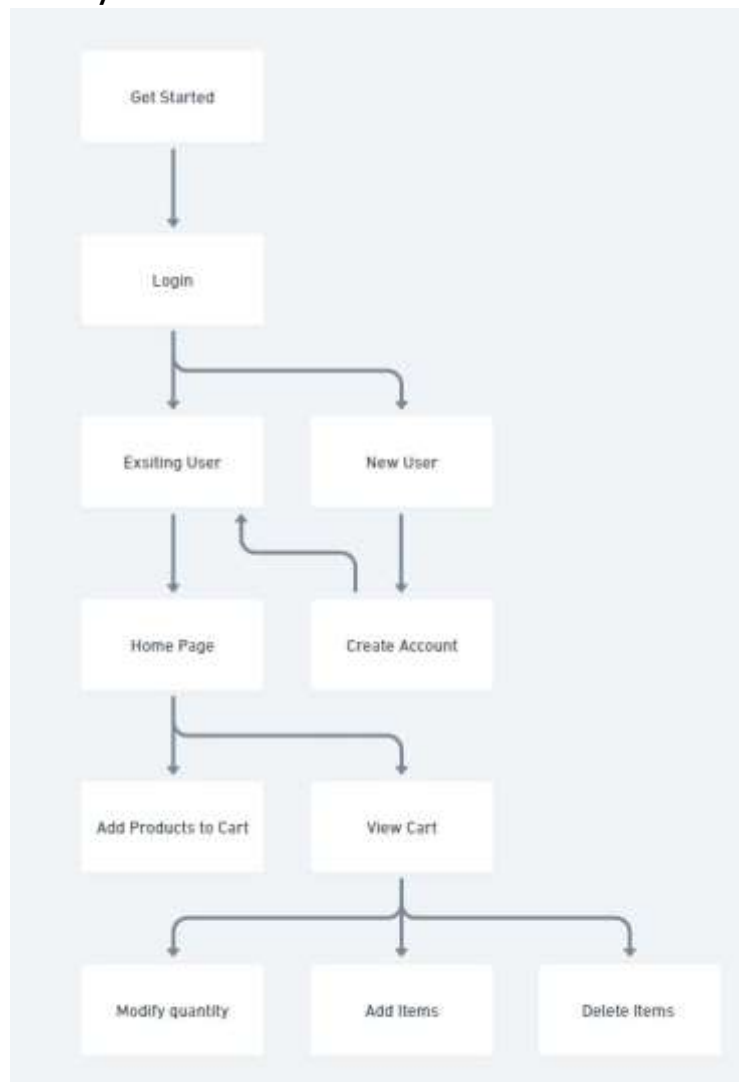 Get Started
Login
Exsiting User
New User
Home Page
Create Account
Add Products to Cart
View Cart
Modify quantity
Add Items
Delete Items